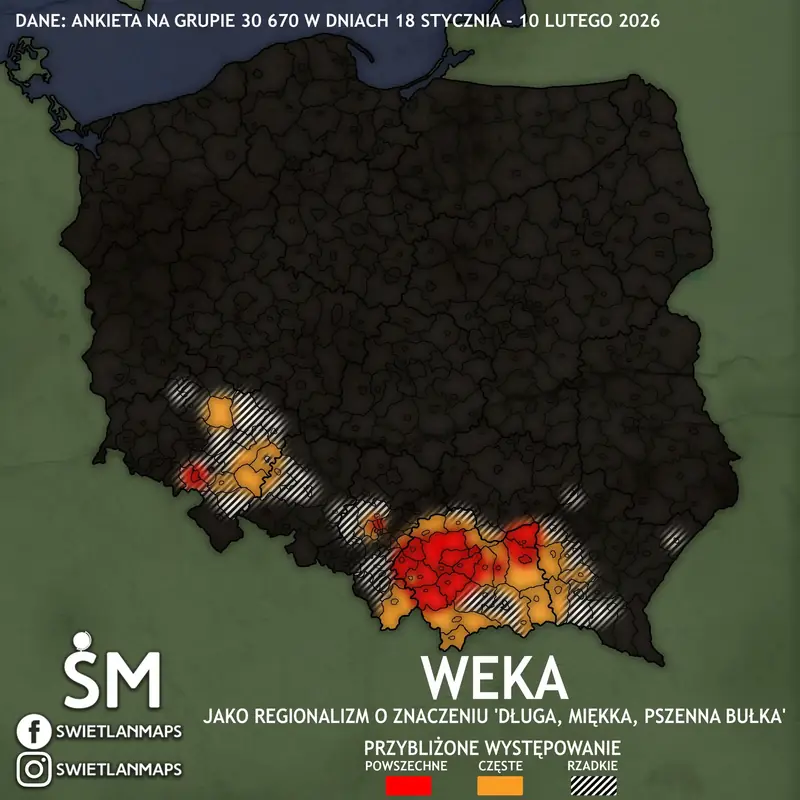 DANE: ANKIETA NA GRUPIE 30 670 W DNIACH 18 STYCZNIA - 10 LUTEGO 2026
ŚM
SWIETLANMAPS
SWIETLANMAPS
WEKA
JAKO REGIONALIZM O ZNACZENIU 'DŁUGA, MIĘKKA, PSZENNA BUŁKA'
PRZYBLIŻONE WYSTĘPOWANIE
POWSZECHNE CZĘSTE RZADKIE